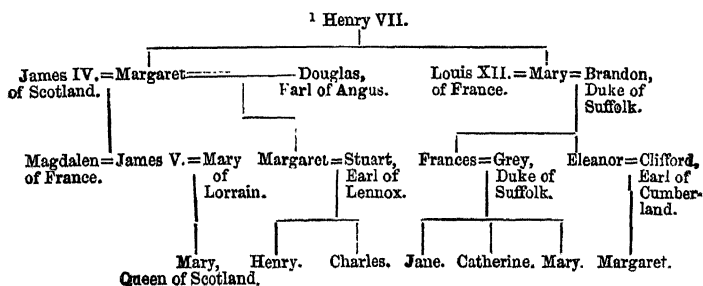 1 Henry VII.
James IV.=Margaret Douglas, Louis XII.=Mary=Brandon,
of Scotland. Earl of Angus. of France. Duke of
Suffolk.
Magdalen=James V.=Mary Margaret=Stuart, Frances=Grey, Eleanor=Clifford,
of France. of Earl of Duke of Earl of
Lorrain. Lennox. Suffolk. Cumber-
land.
Mary, Henry. Charles. Jane. Catherine. Mary. Margaret.
Queen of Scotland.